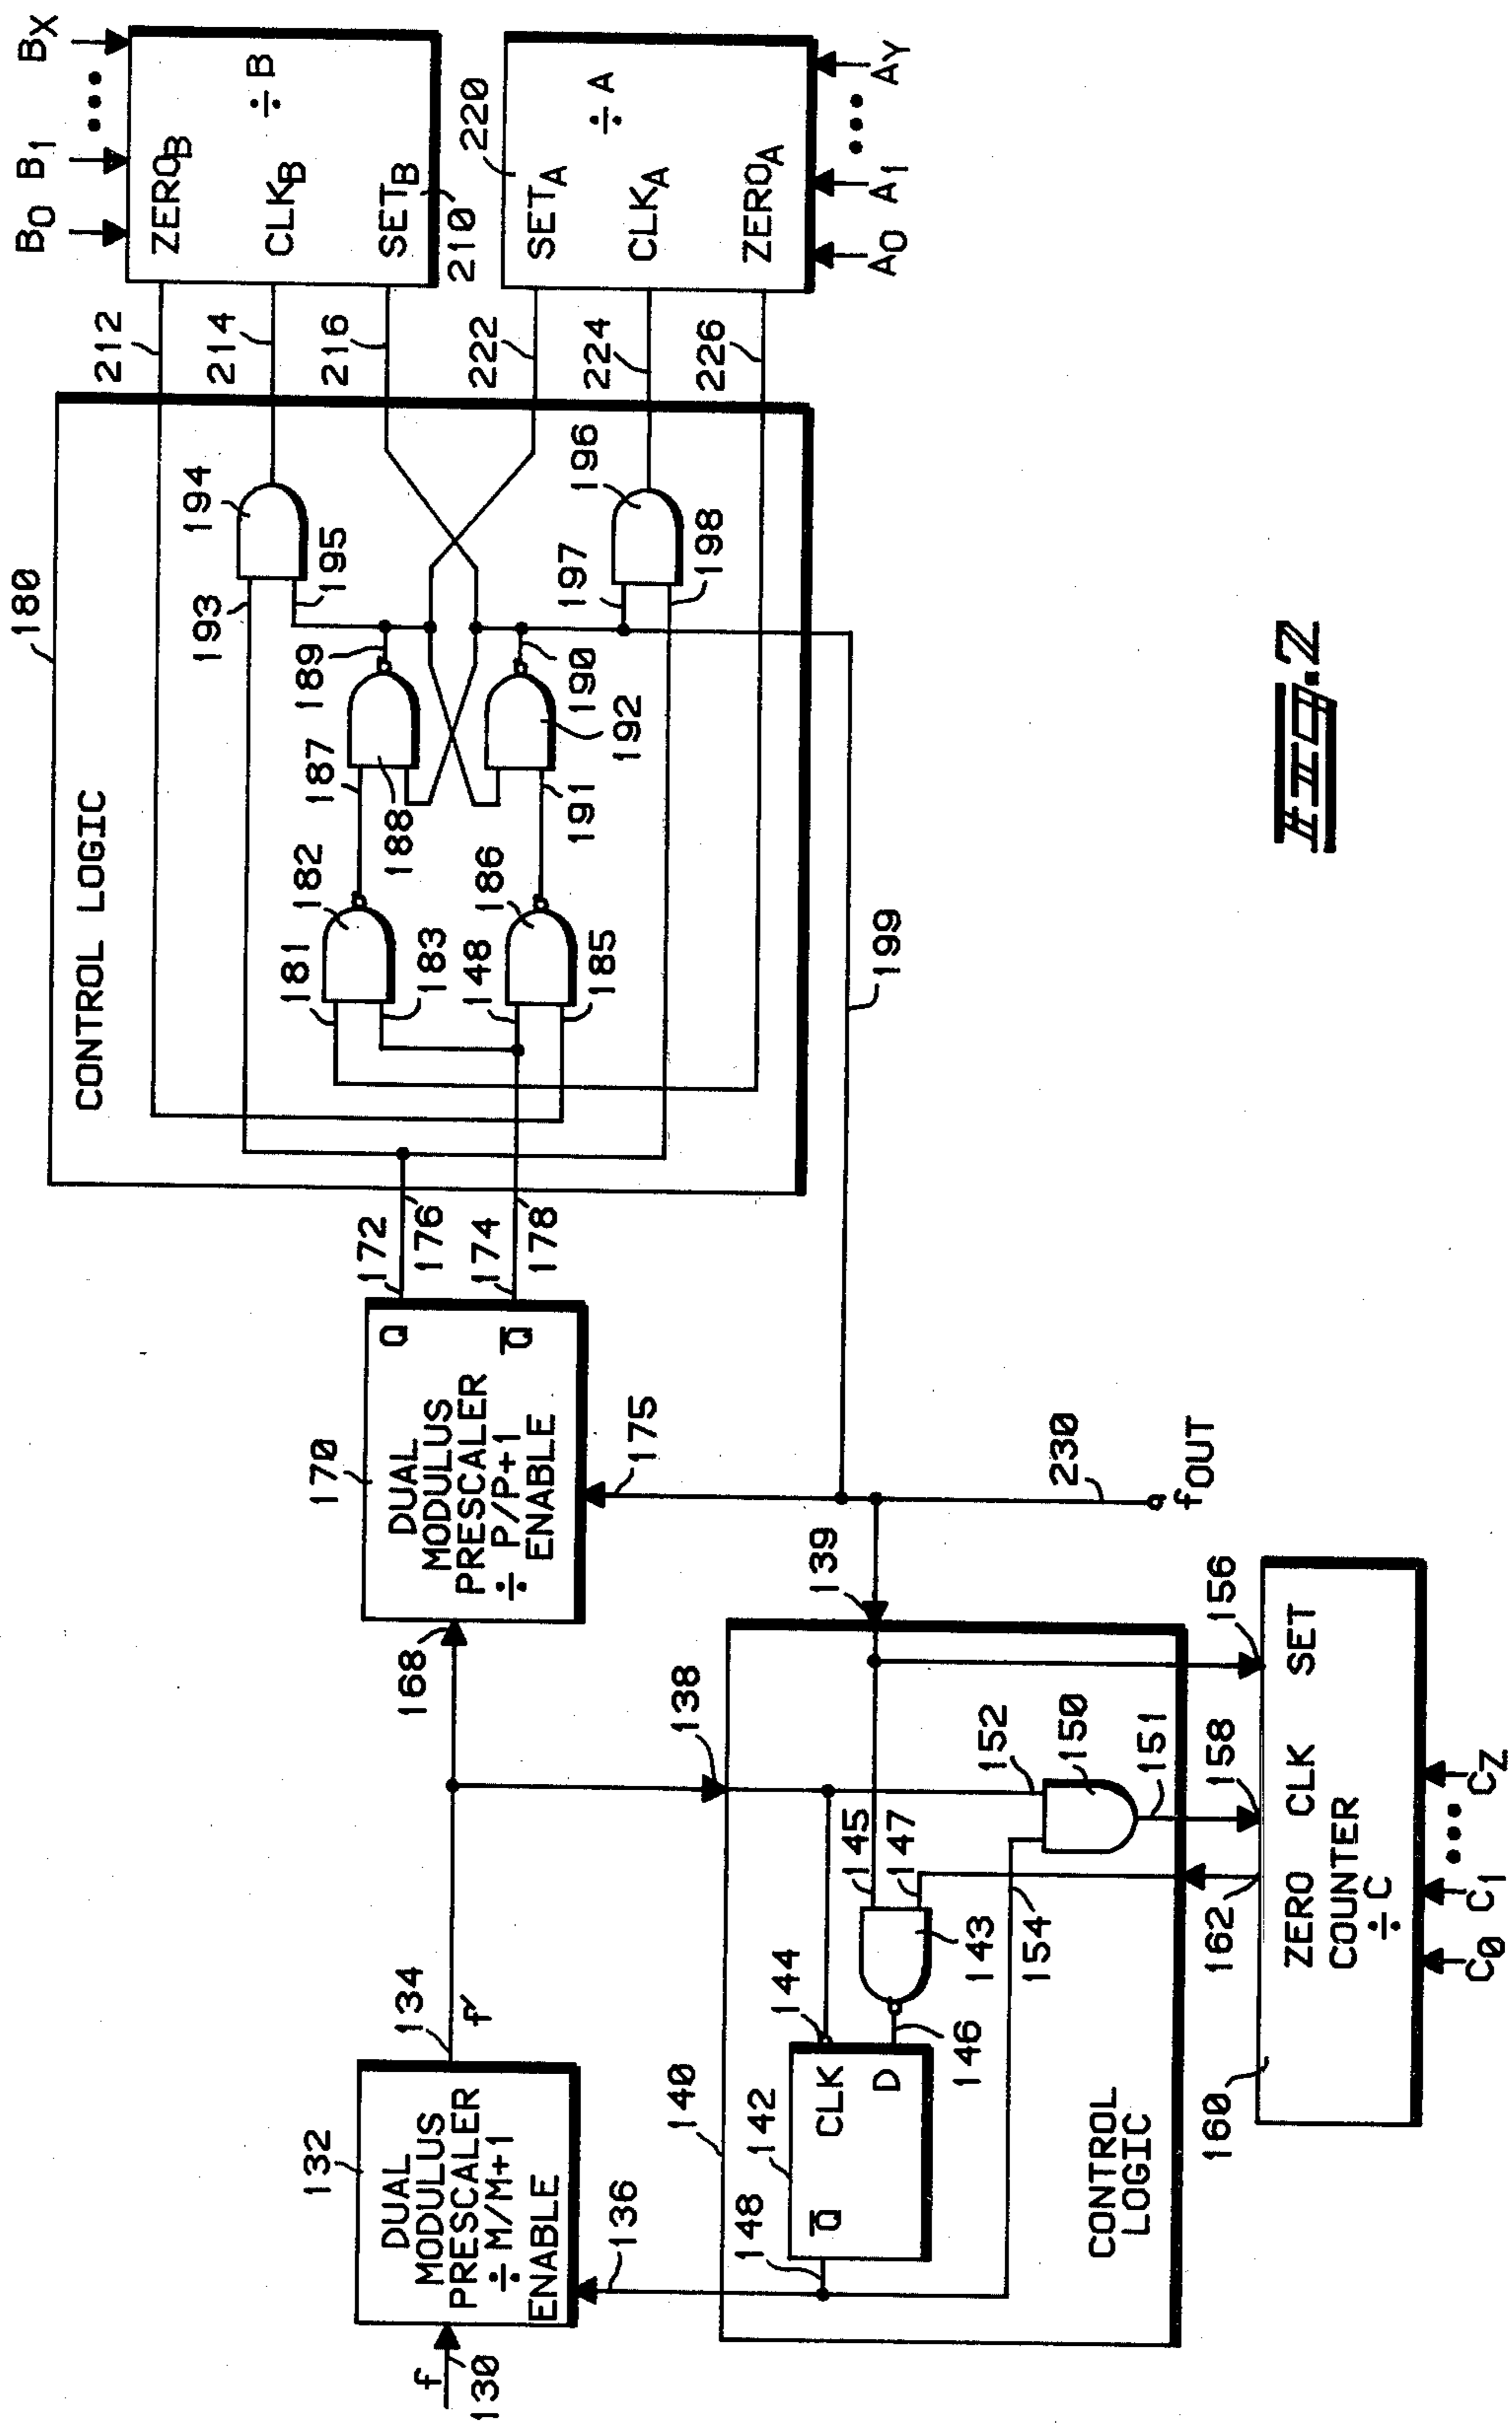 f
130
132
DUAL
MODULUS
PRESCALER
÷ M/M+1
ENABLE
134
f'
136
168
138
170
DUAL
MODULUS
PRESCALER
÷ P/P+1
ENABLE
Q
Q̅
172
176
174
178
175
180
CONTROL LOGIC
181
182
183
148
186
185
187
188
189
191
192
190
193
194
195
196
197
198
199
212
214
216
222
224
226
B0 B1 ••• BX
ZEROB
CLKB
÷ B
SETB
210
220
SETA
CLKA
÷ A
ZEROA
A0 A1 ••• AY
140
142
Q̅
CLK
D
148
144
146
143
145
147
139
152
150
151
154
CONTROL
LOGIC
230
fOUT
160
162
158
156
ZERO CLK SET
COUNTER
÷ C
C0 C1 ••• CZ
FIG. 2